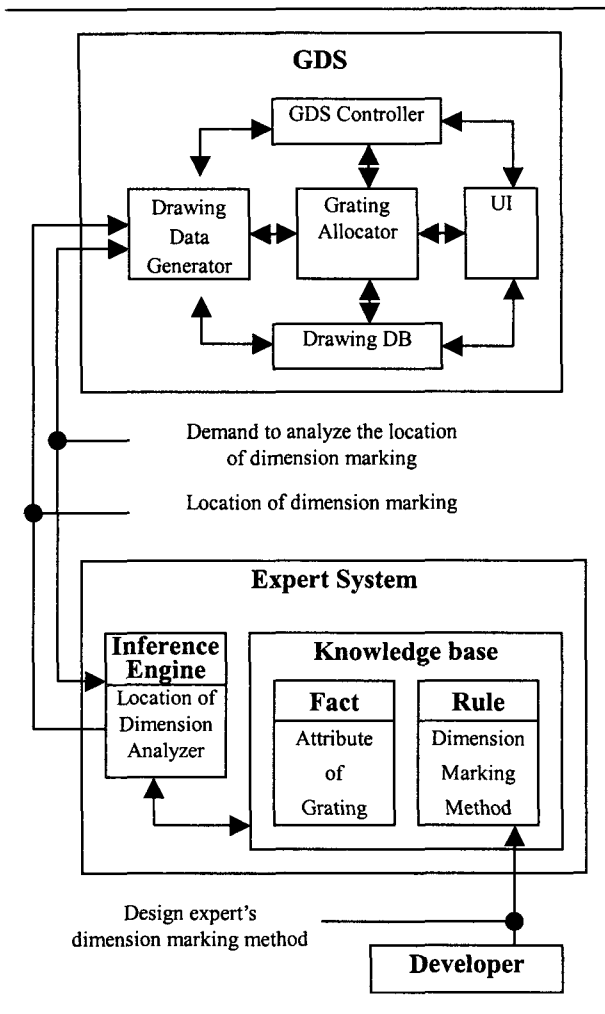 GDS
GDS Controller
Drawing
Data
Generator
Grating
Allocator
UI
Drawing DB
Demand to analyze the location
of dimension marking
Location of dimension marking
Expert System
Inference
Engine
Location of
Dimension
Analyzer
Knowledge base
Fact
Attribute
of
Grating
Rule
Dimension
Marking
Method
Design expert's
dimension marking method
Developer